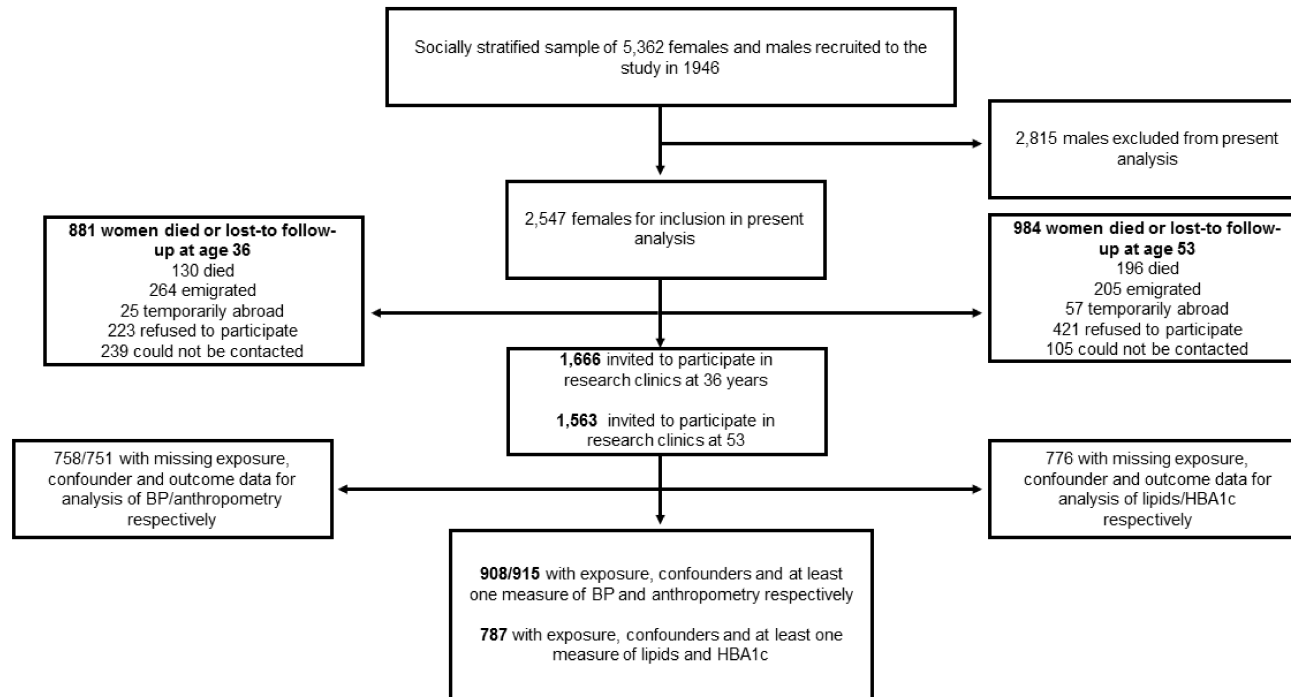 Socially stratified sample of 5,362 females and males recruited to the
study in 1946
2,815 males excluded from present
analysis
2,547 females for inclusion in present
analysis
881 women died or lost-to follow-
up at age 36
130 died
264 emigrated
25 temporarily abroad
223 refused to participate
239 could not be contacted
984 women died or lost-to follow-
up at age 53
196 died
205 emigrated
57 temporarily abroad
421 refused to participate
105 could not be contacted
1,666 invited to participate in
research clinics at 36 years
1,563 invited to participate in
research clinics at 53
758/751 with missing exposure,
confounder and outcome data for
analysis of BP/anthropometry
respectively
776 with missing exposure,
confounder and outcome data for
analysis of lipids/HBA1c
respectively
908/915 with exposure, confounders and at least
one measure of BP and anthropometry respectively
787 with exposure, confounders and at least one
measure of lipids and HBA1c